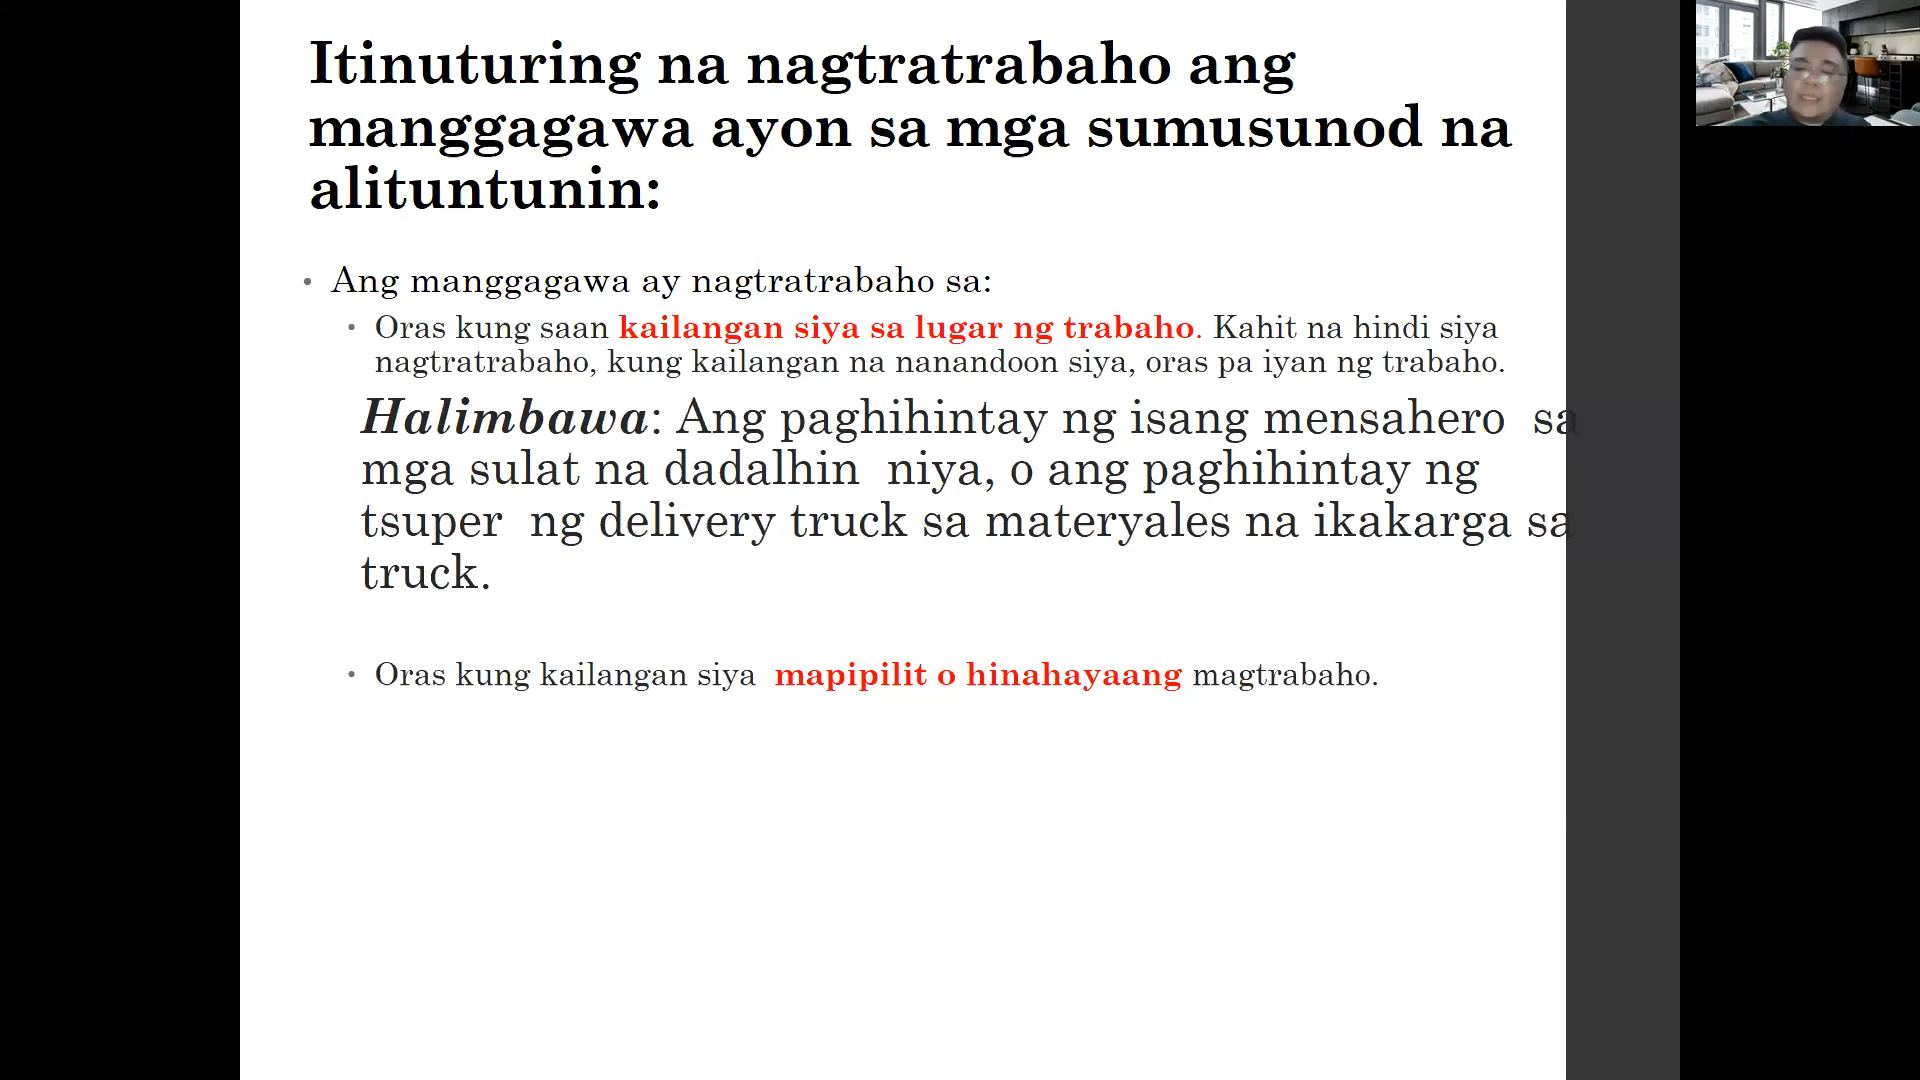 Itinuturing na nagtratrabaho ang
manggagawa ayon sa mga sumusunod na
alituntunin:
• Ang manggagawa ay nagtratrabaho sa:
• Oras kung saan kailangan siya sa lugar ng trabaho. Kahit na hindi siya
nagtratrabaho, kung kailangan na nanandoon siya, oras pa iyan ng trabaho.
Halimbawa: Ang paghihintay ng isang mensahero sa
mga sulat na dadalhin niya, o ang paghihintay ng
tsuper ng delivery truck sa materyales na ikakarga sa
truck.
• Oras kung kailangan siya mapipilit o hinahayaang magtrabaho.